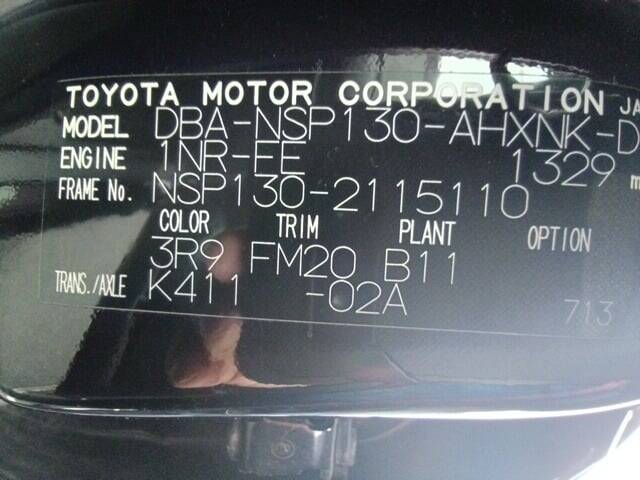 TOYOTA MOTOR CORPORATION JA
MODEL DBA-NSP130-AHXNK-D
ENGINE 1NR-FE 1329 m
FRAME No. NSP130-2115110
COLOR TRIM PLANT OPTION
3R9 FM20 B11
TRANS./AXLE K411 -02A
713